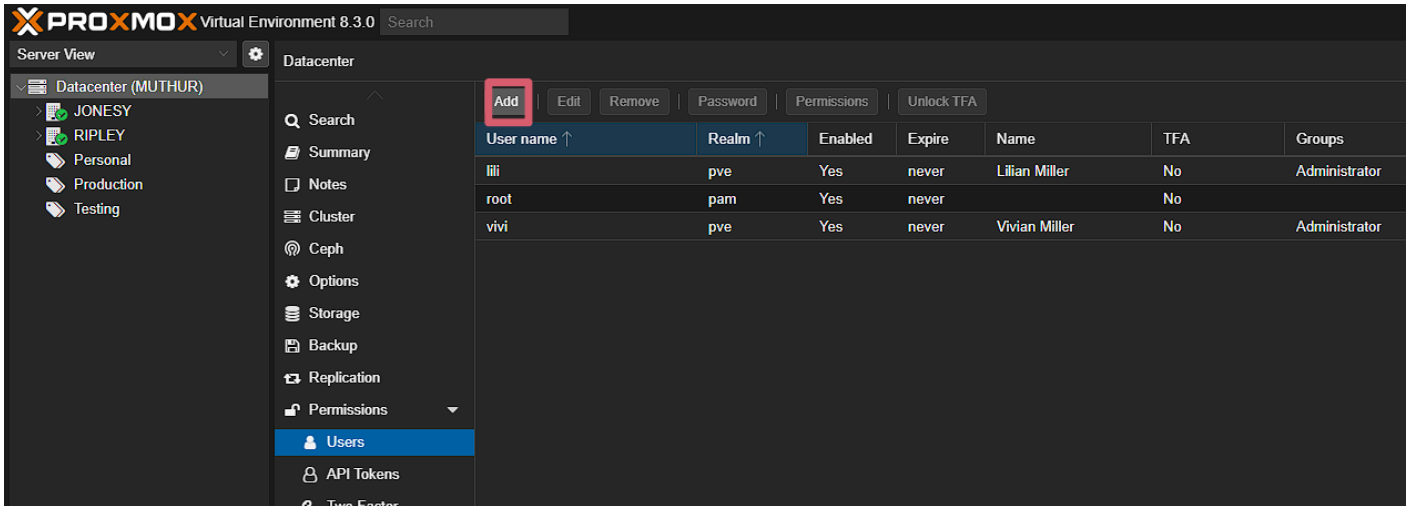 PROXMOX Virtual Environment 8.3.0 Search
Server View
Datacenter
Datacenter (MUTHUR)
JONESY
RIPLEY
Personal
Production
Testing
Search
Summary
Notes
Cluster
Ceph
Options
Storage
Backup
Replication
Permissions
Users
API Tokens
Two Factor
Add Edit Remove Password Permissions Unlock TFA
User name Realm Enabled Expire Name TFA Groups
lili pve Yes never Lilian Miller No Administrator
root pam Yes never No
vivi pve Yes never Vivian Miller No Administrator